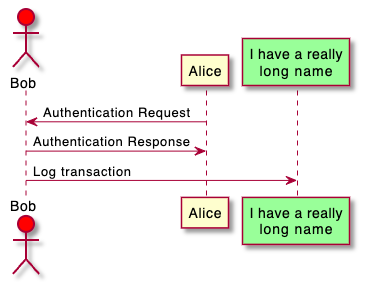 Bob
Alice
I have a really
long name
Authentication Request
Authentication Response
Log transaction
Bob
Alice
I have a really
long name